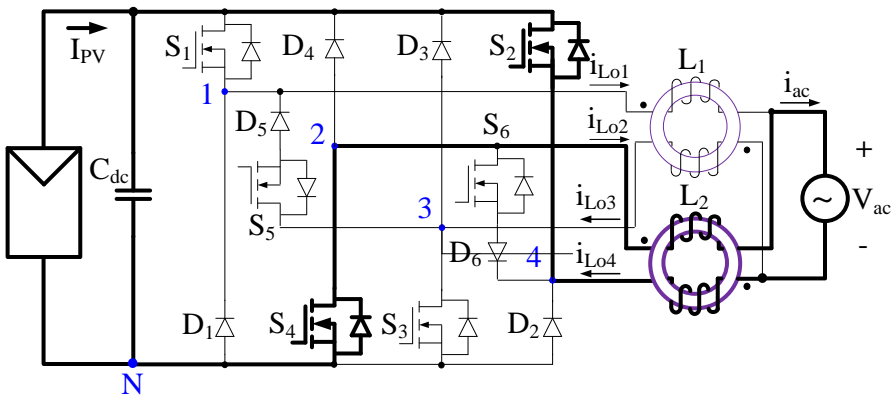 I_PV
S_1
D_4
D_3
S_2
i_Lo1
L_1
i_ac
1
D_5
2
S_6
i_Lo2
C_dc
+
L_2
~
V_ac
S_5
3
i_Lo3
D_6
4
i_Lo4
-
D_1
S_4
S_3
D_2
N